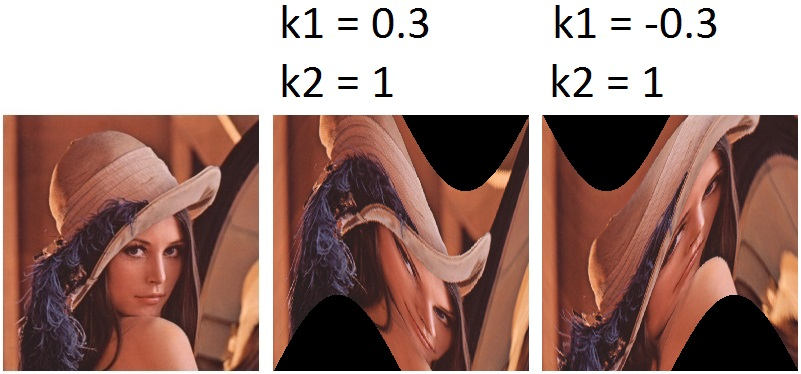 k1 = 0.3
k2 = 1
k1 = -0.3
k2 = 1